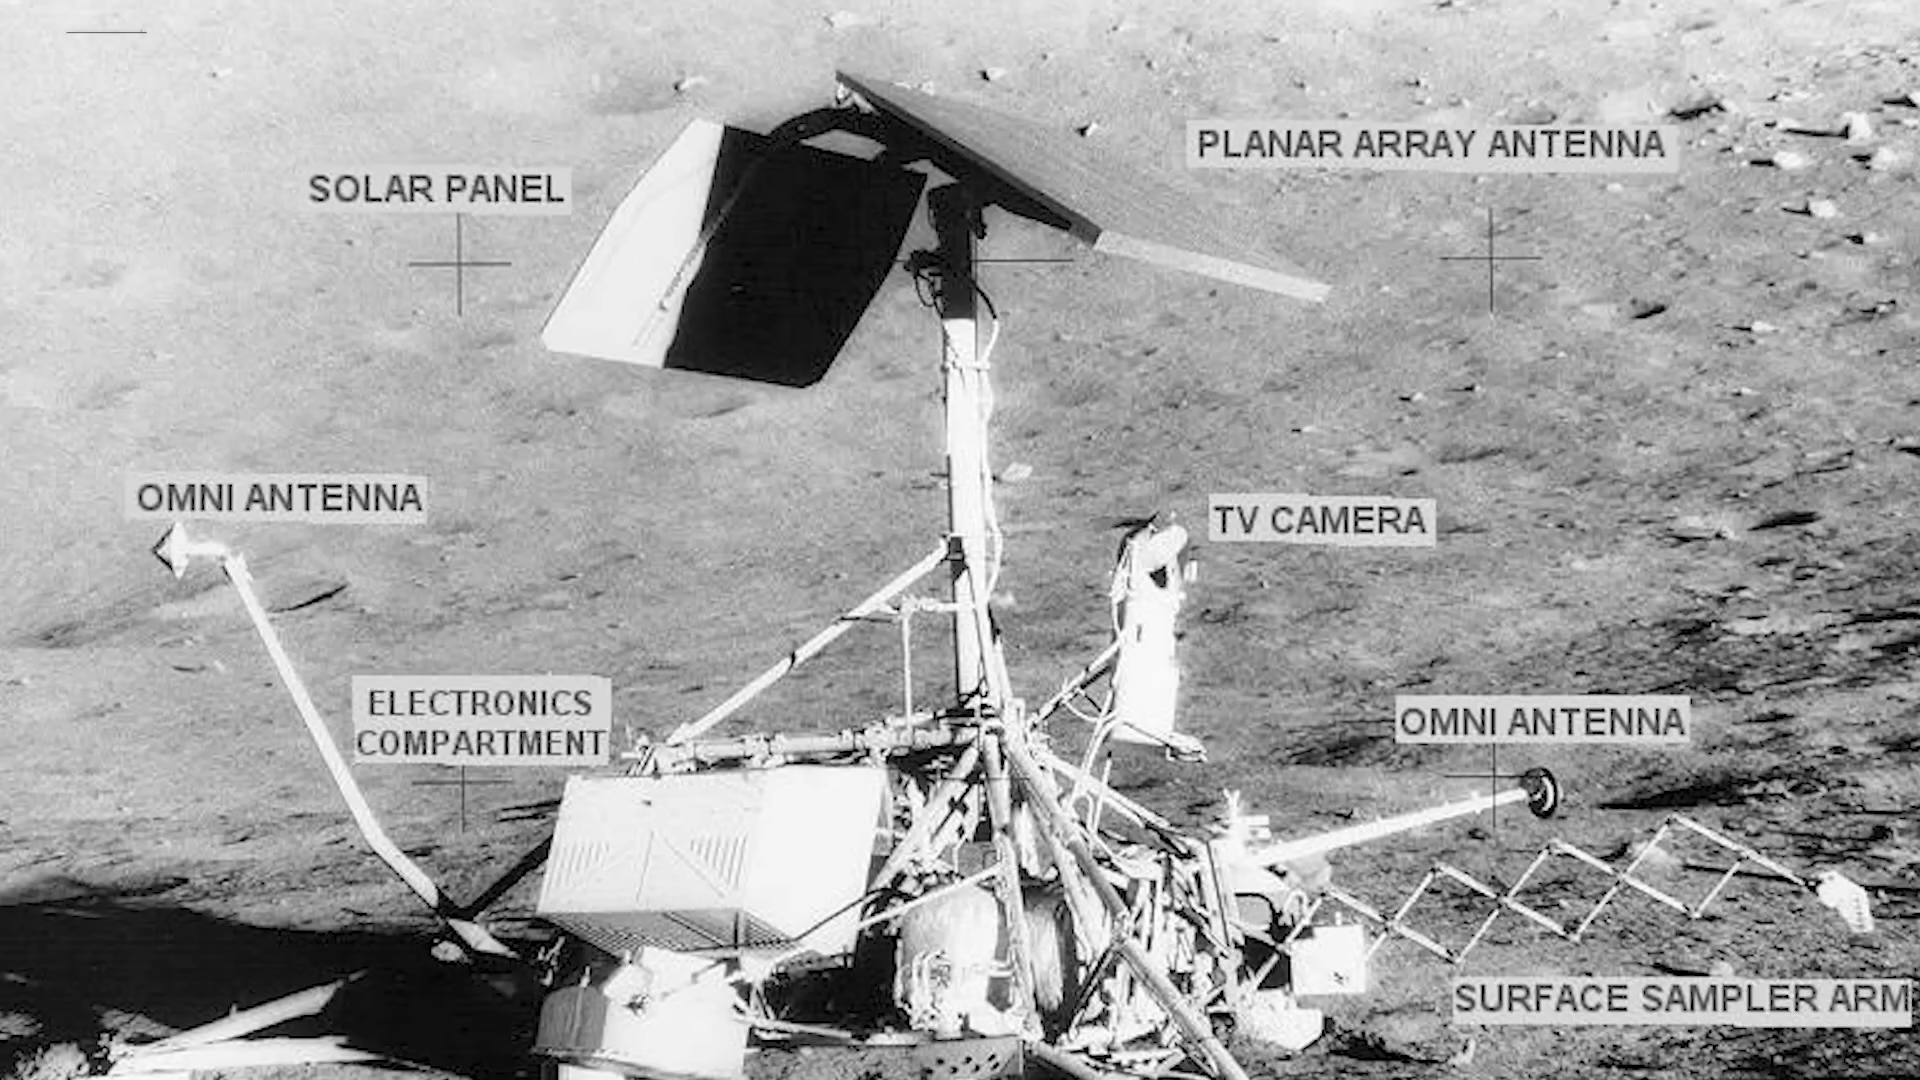 PLANAR ARRAY ANTENNA
SOLAR PANEL
OMNI ANTENNA
TV CAMERA
ELECTRONICS
COMPARTMENT
OMNI ANTENNA
SURFACE SAMPLER ARM